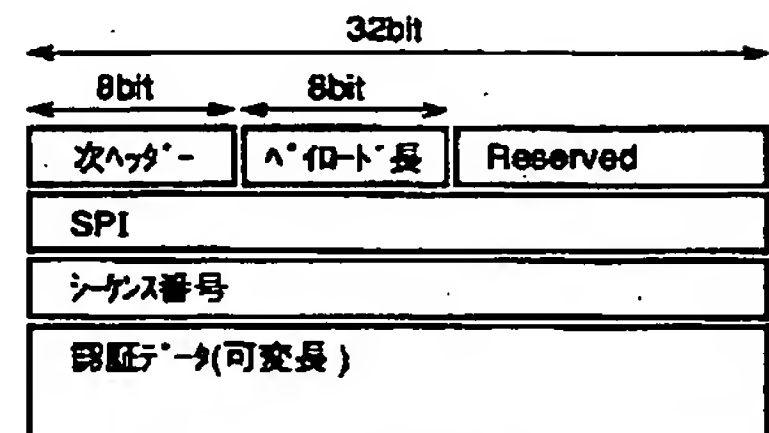 32bit
8bit 8bit
次ヘッダー ペイロード長 Reserved
SPI
シーケンス番号
認証データ(可変長)